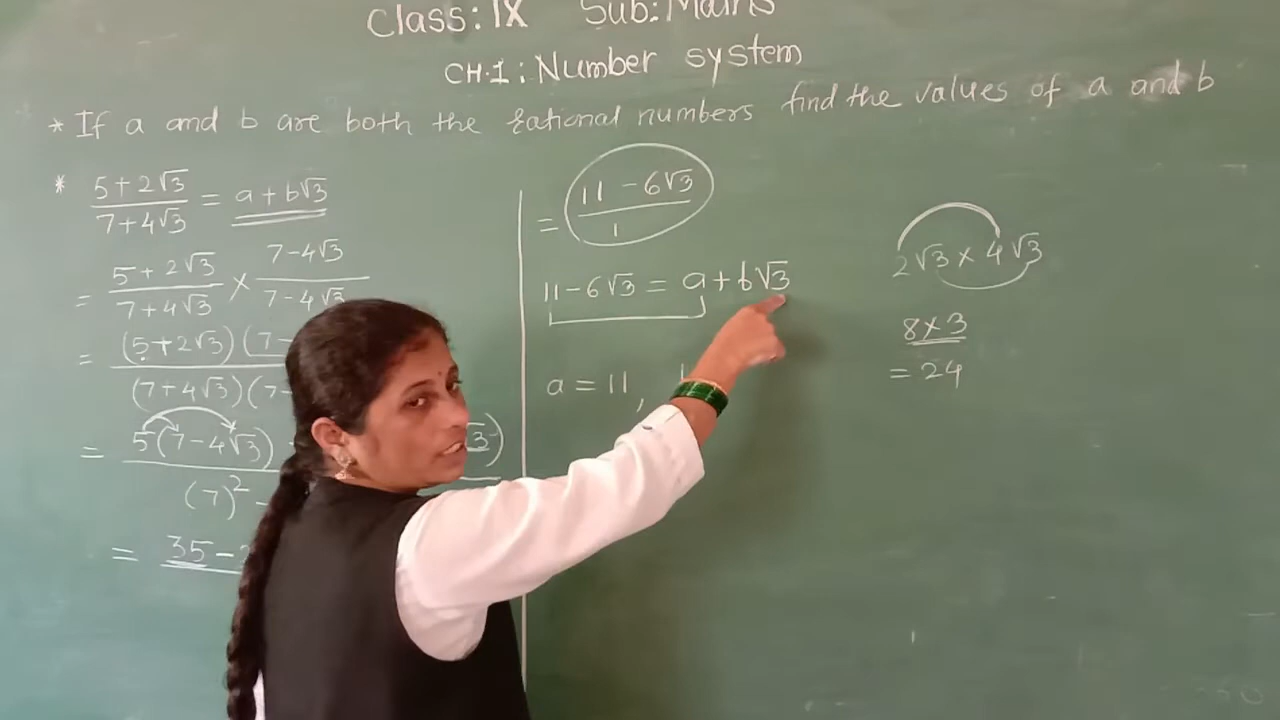 Class: IX Sub: Maths
CH.1: Number system
* If a and b are both the rational numbers find the values of a and b
* (5+2√3)/(7+4√3) = a+b√3
= (5+2√3)/(7+4√3) × (7-4√3)/(7-4√3)
= (5+2√3)(7-
(7+4√3)(7-
= 5(7-4√3) √3)
(7)² -
= 35-2
= (11-6√3)/1
11-6√3 = a+b√3
a = 11,
2√3 × 4√3
8×3
= 24